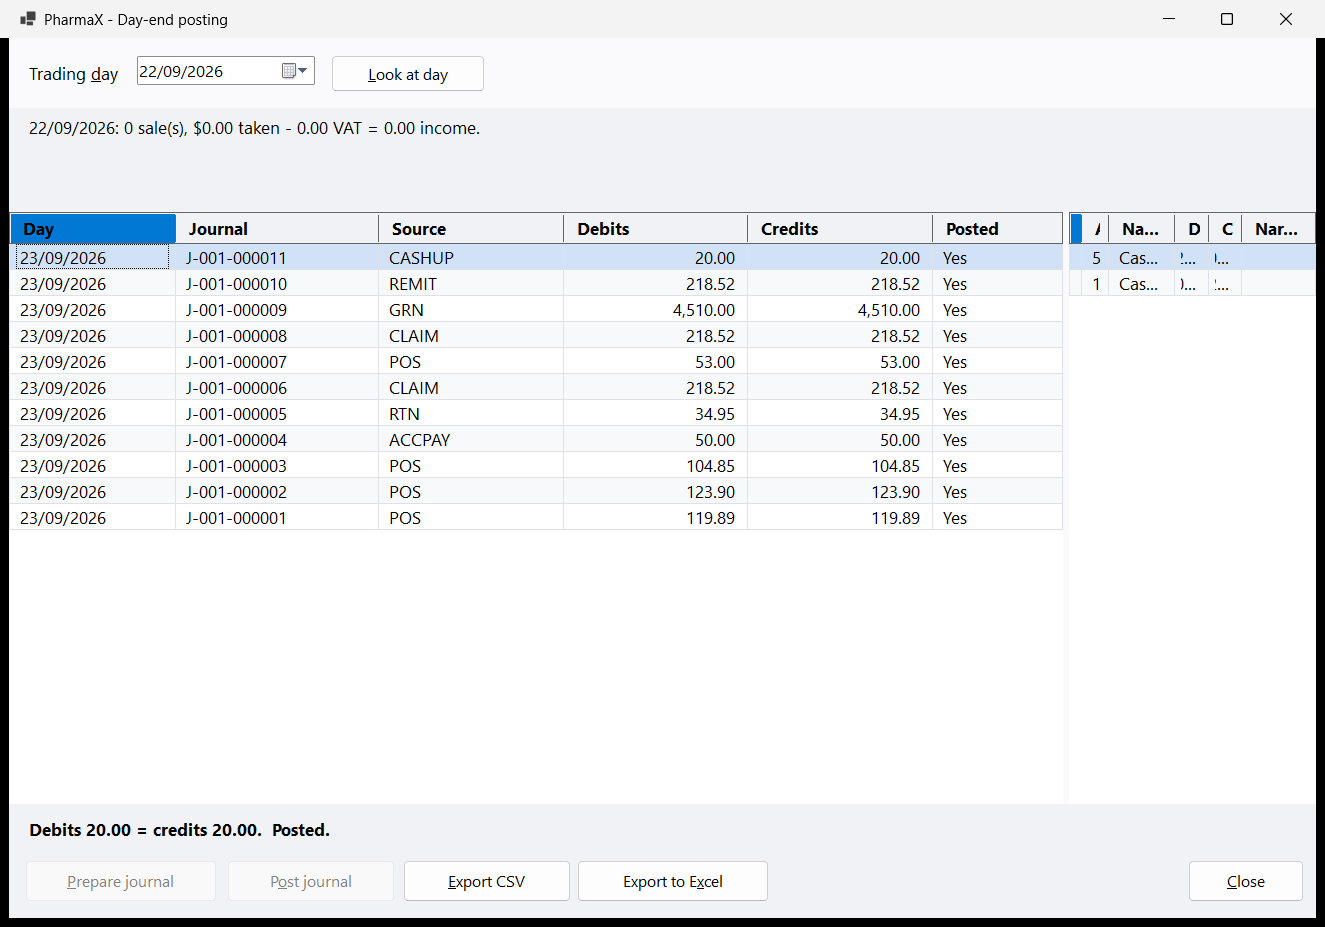 PharmaX - Day-end posting
Trading day 22/09/2026 Look at day
22/09/2026: 0 sale(s), $0.00 taken - 0.00 VAT = 0.00 income.
Day Journal Source Debits Credits Posted Na... D C Nar...
23/09/2026 J-001-000011 CASHUP 20.00 20.00 Yes 5 Cas...
23/09/2026 J-001-000010 REMIT 218.52 218.52 Yes 1 Cas...
23/09/2026 J-001-000009 GRN 4,510.00 4,510.00 Yes
23/09/2026 J-001-000008 CLAIM 218.52 218.52 Yes
23/09/2026 J-001-000007 POS 53.00 53.00 Yes
23/09/2026 J-001-000006 CLAIM 218.52 218.52 Yes
23/09/2026 J-001-000005 RTN 34.95 34.95 Yes
23/09/2026 J-001-000004 ACCPAY 50.00 50.00 Yes
23/09/2026 J-001-000003 POS 104.85 104.85 Yes
23/09/2026 J-001-000002 POS 123.90 123.90 Yes
23/09/2026 J-001-000001 POS 119.89 119.89 Yes
Debits 20.00 = credits 20.00. Posted.
Prepare journal Post journal Export CSV Export to Excel Close